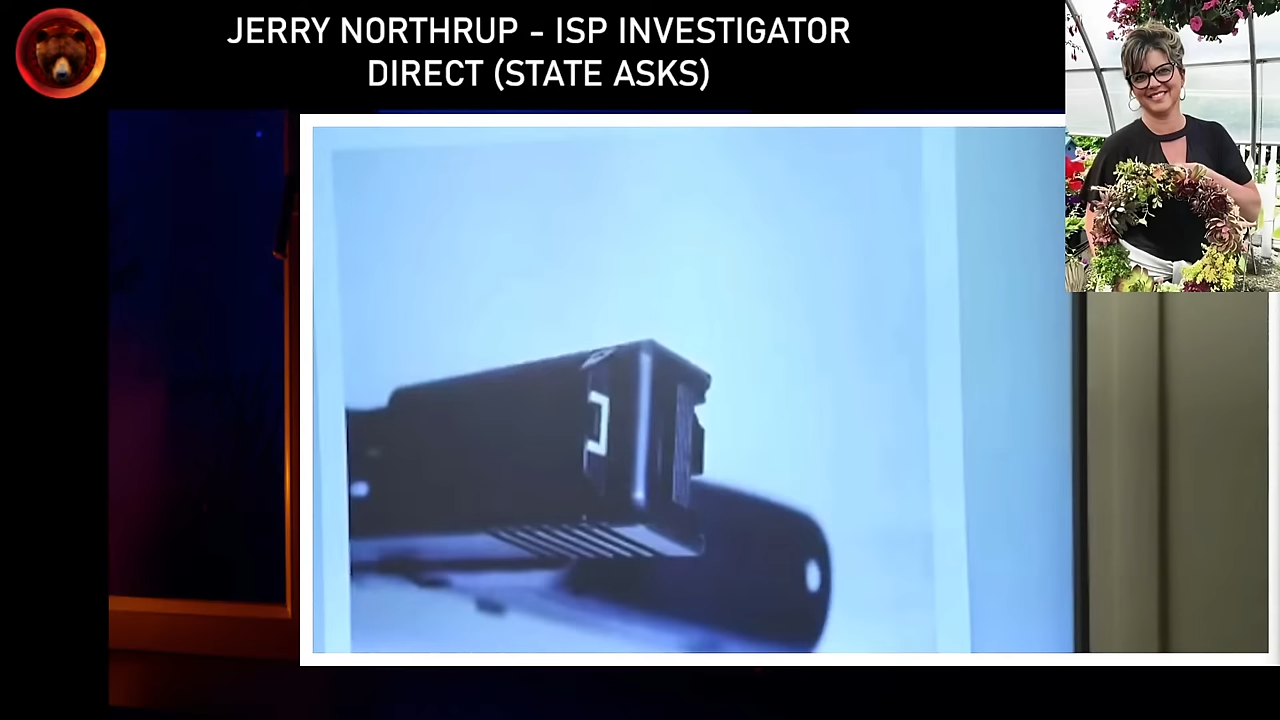 JERRY NORTHRUP - ISP INVESTIGATOR
DIRECT (STATE ASKS)